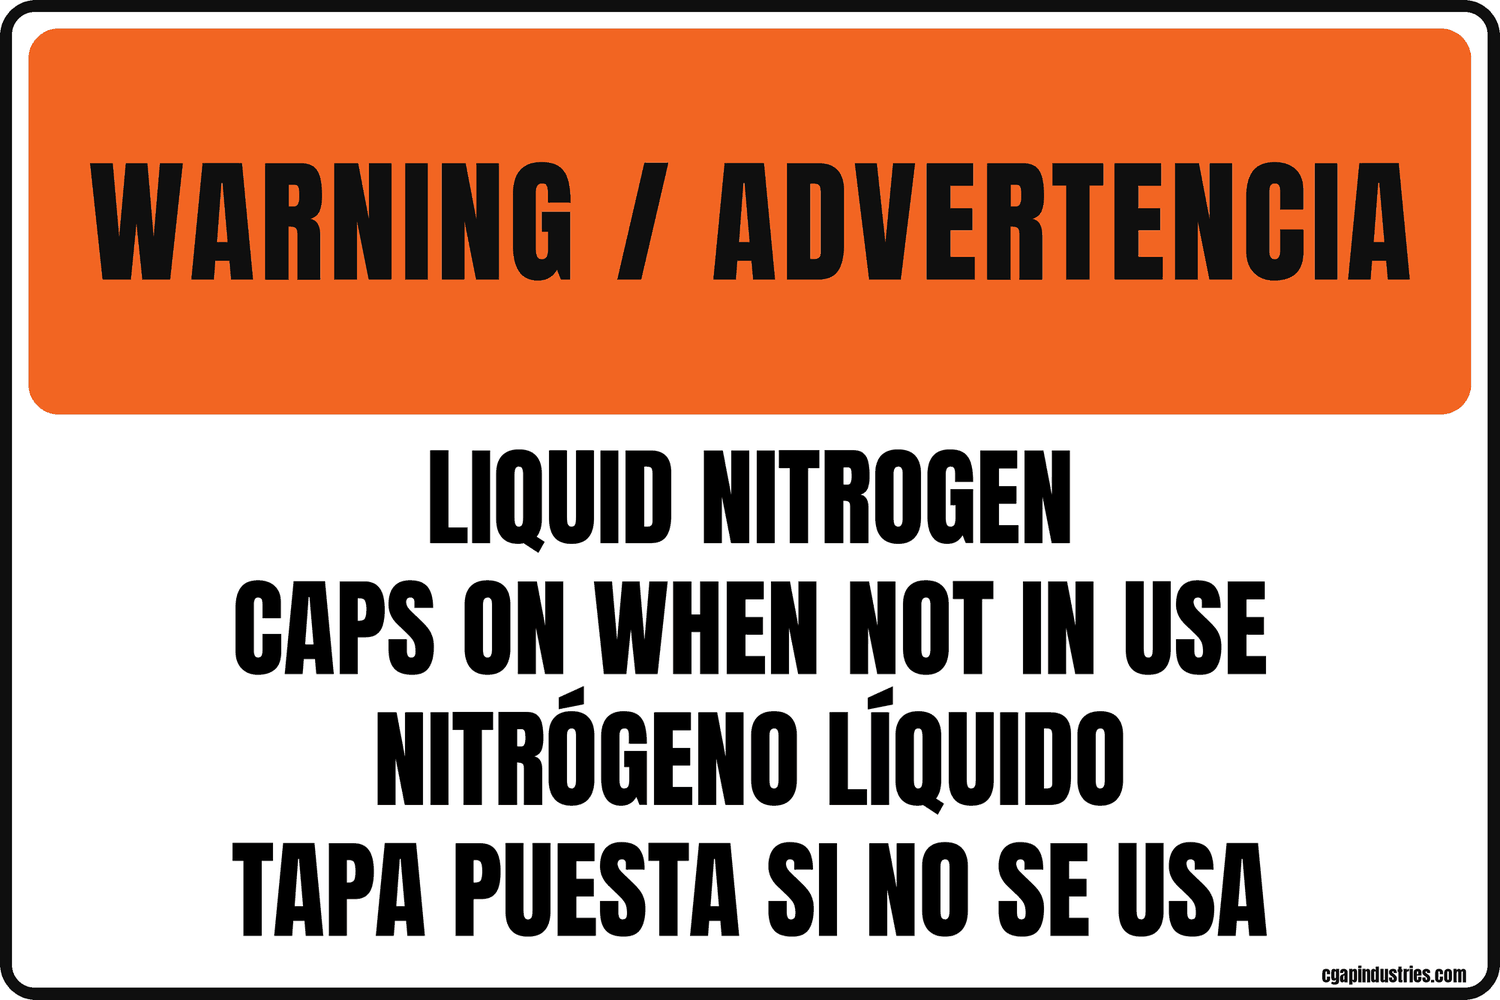 WARNING / ADVERTENCIA
LIQUID NITROGEN
CAPS ON WHEN NOT IN USE
NITRÓGENO LÍQUIDO
TAPA PUESTA SI NO SE USA
cgapindustries.com